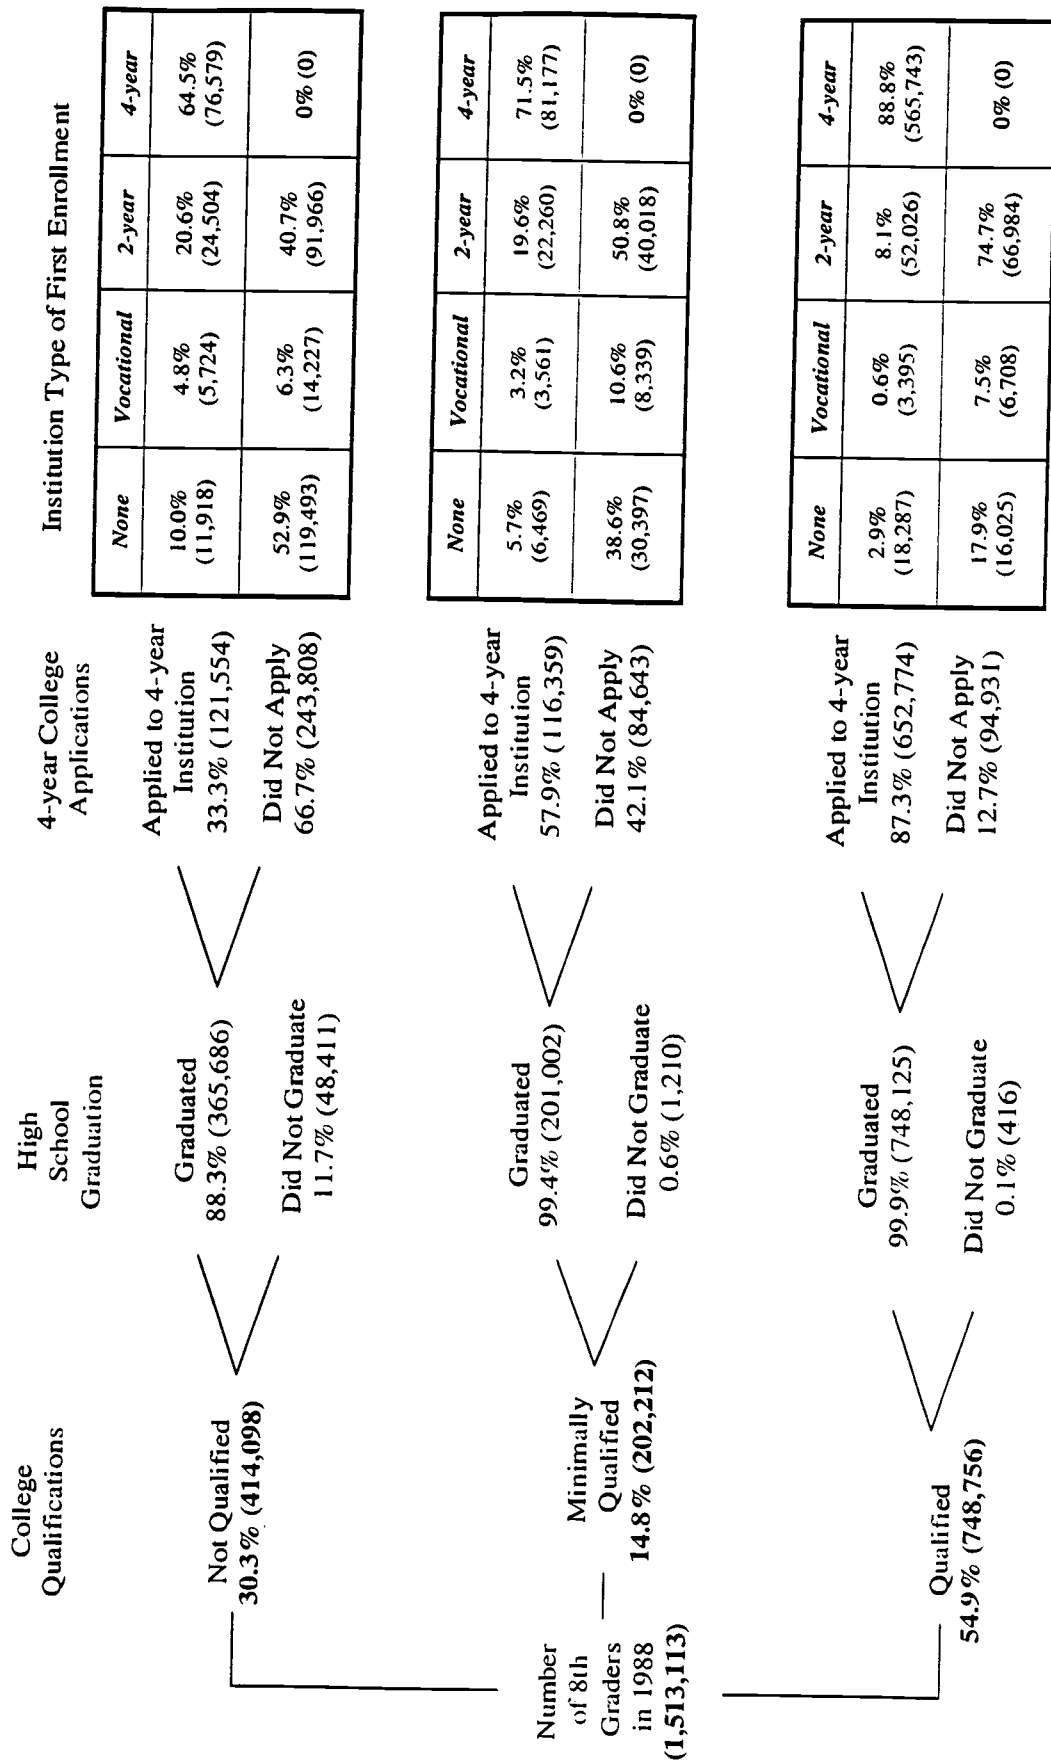 College
Qualifications
High
School
Graduation
4-year College
Applications
Institution Type of First Enrollment
Number
of 8th
Graders
in 1988
(1,513,113)
Not Qualified
30.3% (414,098)
Graduated
88.3% (365,686)
Did Not Graduate
11.7% (48,411)
Applied to 4-year
Institution
33.3% (121,554)
Did Not Apply
66.7% (243,808)
None Vocational 2-year 4-year
10.0% 4.8% 20.6% 64.5%
(11,918) (5,724) (24,504) (76,579)
52.9% 6.3% 40.7% 0% (0)
(119,493) (14,227) (91,966)
Minimally
Qualified
14.8% (202,212)
Graduated
99.4% (201,002)
Did Not Graduate
0.6% (1,210)
Applied to 4-year
Institution
57.9% (116,359)
Did Not Apply
42.1% (84,643)
None Vocational 2-year 4-year
5.7% 3.2% 19.6% 71.5%
(6,469) (3,561) (22,260) (81,177)
38.6% 10.6% 50.8% 0% (0)
(30,397) (8,339) (40,018)
Qualified
54.9% (748,756)
Graduated
99.9% (748,125)
Did Not Graduate
0.1% (416)
Applied to 4-year
Institution
87.3% (652,774)
Did Not Apply
12.7% (94,931)
None Vocational 2-year 4-year
2.9% 0.6% 8.1% 88.8%
(18,287) (3,395) (52,026) (565,743)
17.9% 7.5% 74.7% 0% (0)
(16,025) (6,708) (66,984)